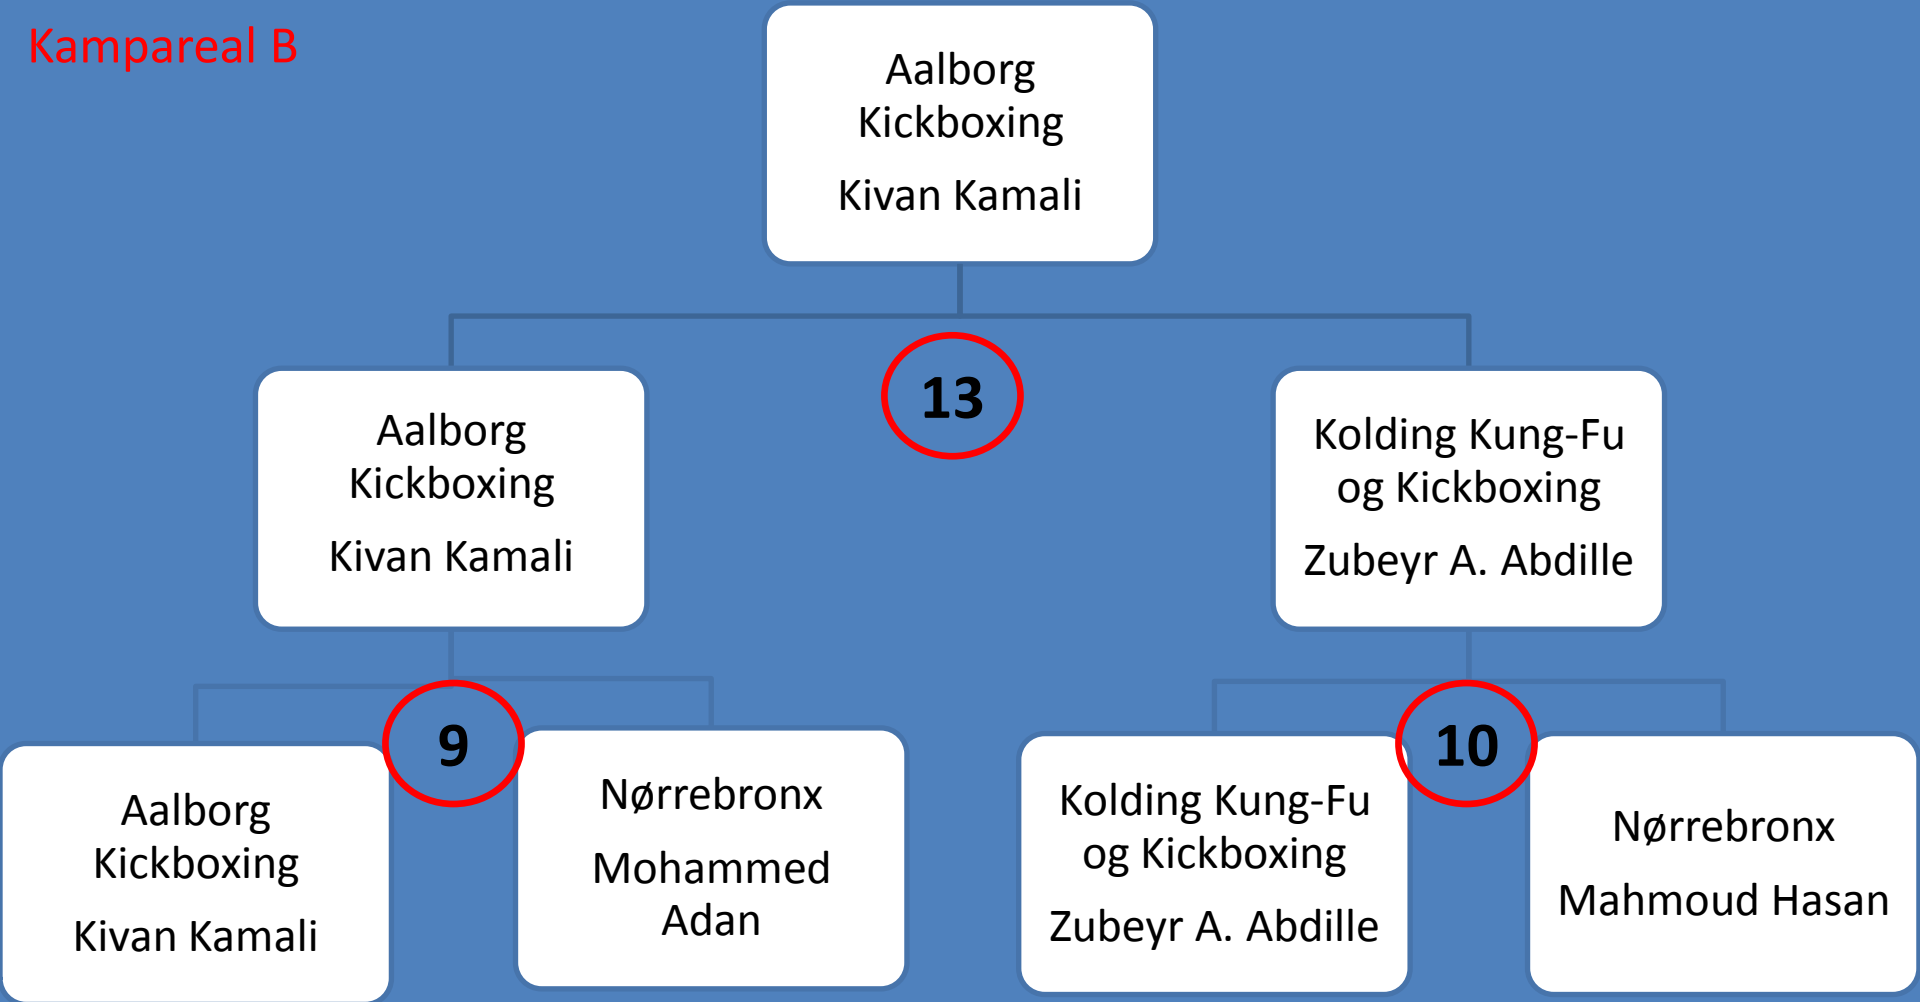 Kampareal B
Aalborg
Kickboxing
Kivan Kamali
13
Aalborg
Kickboxing
Kivan Kamali
Kolding Kung-Fu
og Kickboxing
Zubeyr A. Abdille
9
10
Aalborg
Kickboxing
Kivan Kamali
Nørrebronx
Mohammed
Adan
Kolding Kung-Fu
og Kickboxing
Zubeyr A. Abdille
Nørrebronx
Mahmoud Hasan